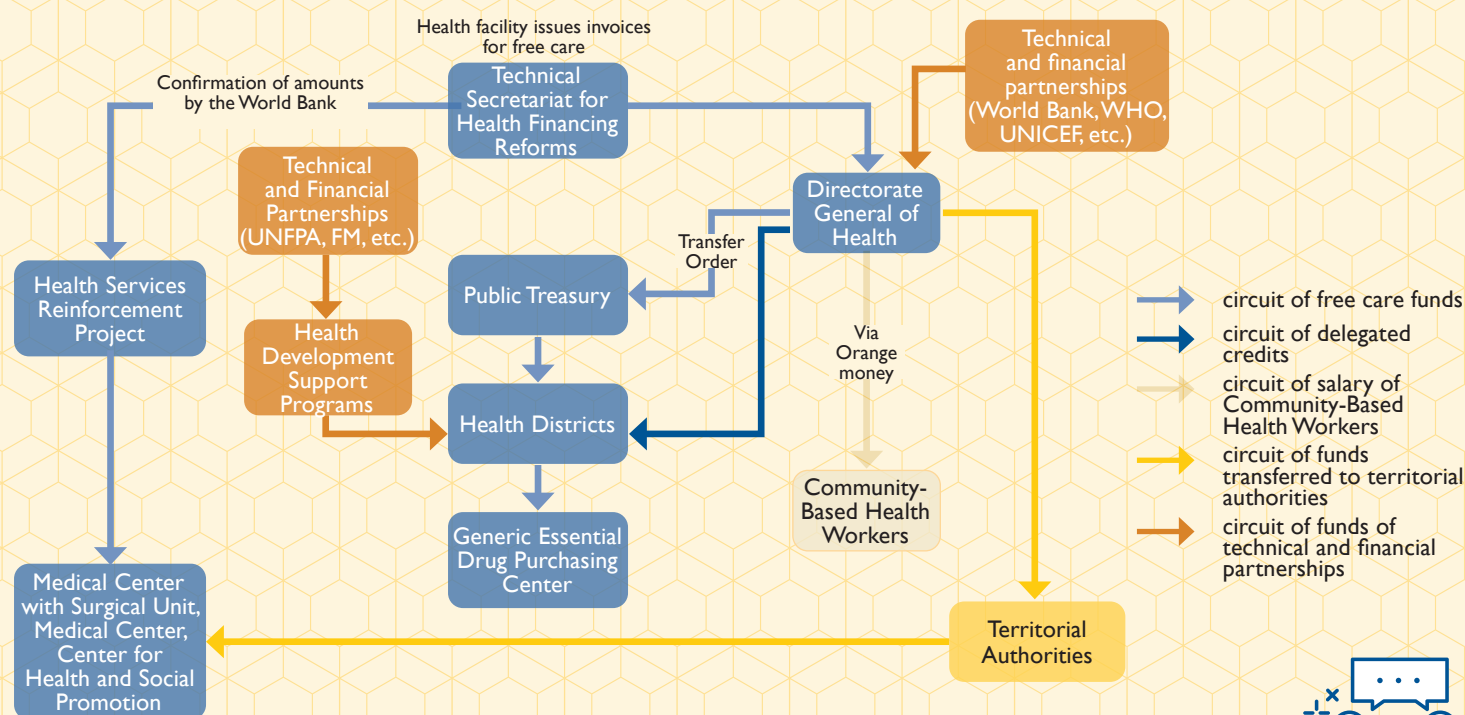 Health facility issues invoices
for free care
Technical
Secretariat for
Health Financing
Reforms
Confirmation of amounts
by the World Bank
Technical
and financial
partnerships
(World Bank, WHO,
UNICEF, etc.)
Technical
and Financial
Partnerships
(UNFPA, FM, etc.)
Directorate
General of
Health
Transfer
Order
Health Services
Reinforcement
Project
Public Treasury
Health
Development
Support
Programs
Via
Orange
money
Health Districts
Community-
Based Health
Workers
Generic Essential
Drug Purchasing
Center
Medical Center
with Surgical Unit,
Medical Center,
Center for
Health and Social
Promotion
Territorial
Authorities
circuit of free care funds
circuit of delegated
credits
circuit of salary of
Community-Based
Health Workers
circuit of funds
transferred to territorial
authorities
circuit of funds of
technical and financial
partnerships